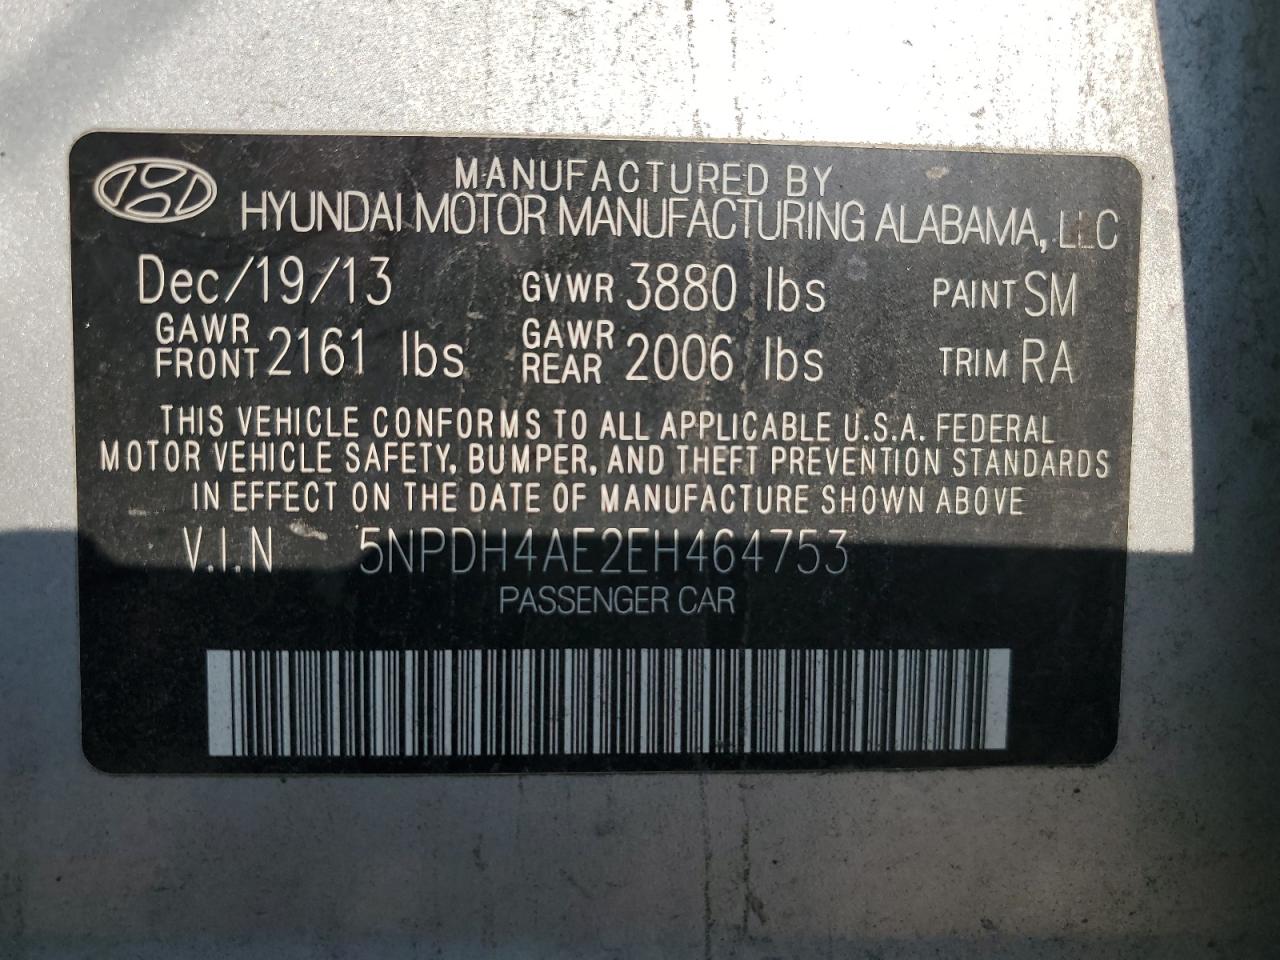 MANUFACTURED BY
HYUNDAI MOTOR MANUFACTURING ALABAMA, LLC
Dec/19/13 GVWR 3880 lbs PAINT SM
GAWR FRONT 2161 lbs GAWR REAR 2006 lbs TRIM RA
THIS VEHICLE CONFORMS TO ALL APPLICABLE U.S.A. FEDERAL
MOTOR VEHICLE SAFETY, BUMPER, AND THEFT PREVENTION STANDARDS
IN EFFECT ON THE DATE OF MANUFACTURE SHOWN ABOVE
V.I.N 5NPDH4AE2EH464753
PASSENGER CAR